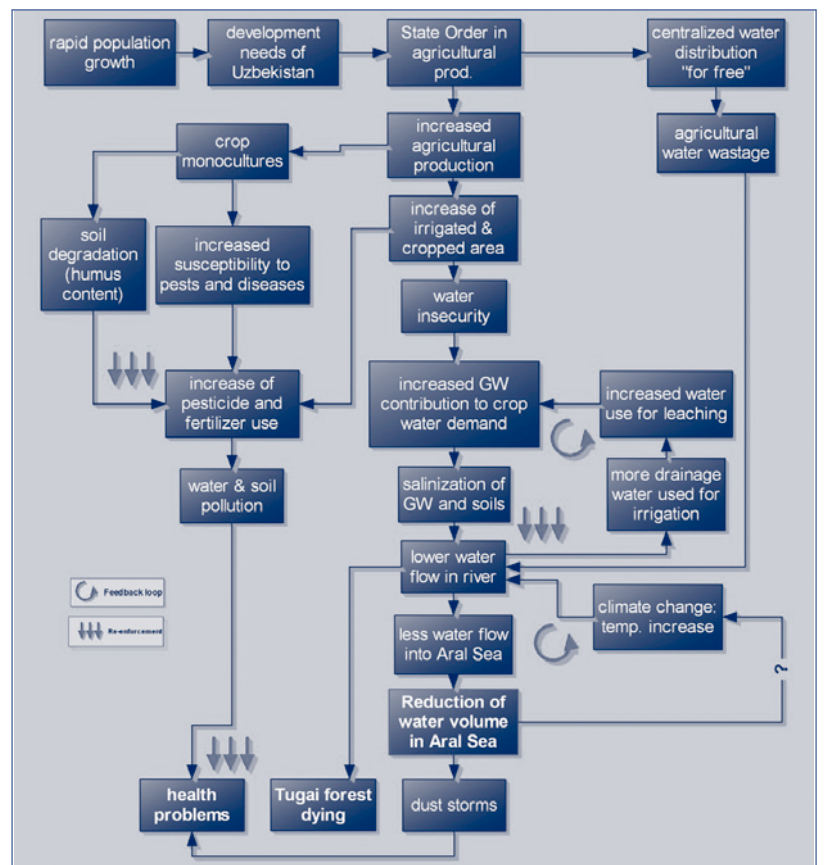 rapid population
growth
development
needs of
Uzbekistan
State Order in
agricultural
prod.
centralized water
distribution
"for free"
crop
monocultures
increased
agricultural
production
agricultural
water wastage
soil
degradation
(humus
content)
increased
susceptibility to
pests and diseases
increase of
irrigated &
cropped area
water
insecurity
increase of
pesticide and
fertilizer use
increased GW
contribution to crop
water demand
increased water
use for leaching
water & soil
pollution
salinization of
GW and soils
more drainage
water used for
irrigation
lower water
flow in river
Feedback loop
Re-enforcement
climate change:
temp. increase
less water flow
into Aral Sea
?
Reduction of
water volume
in Aral Sea
health
problems
Tugai forest
dying
dust storms